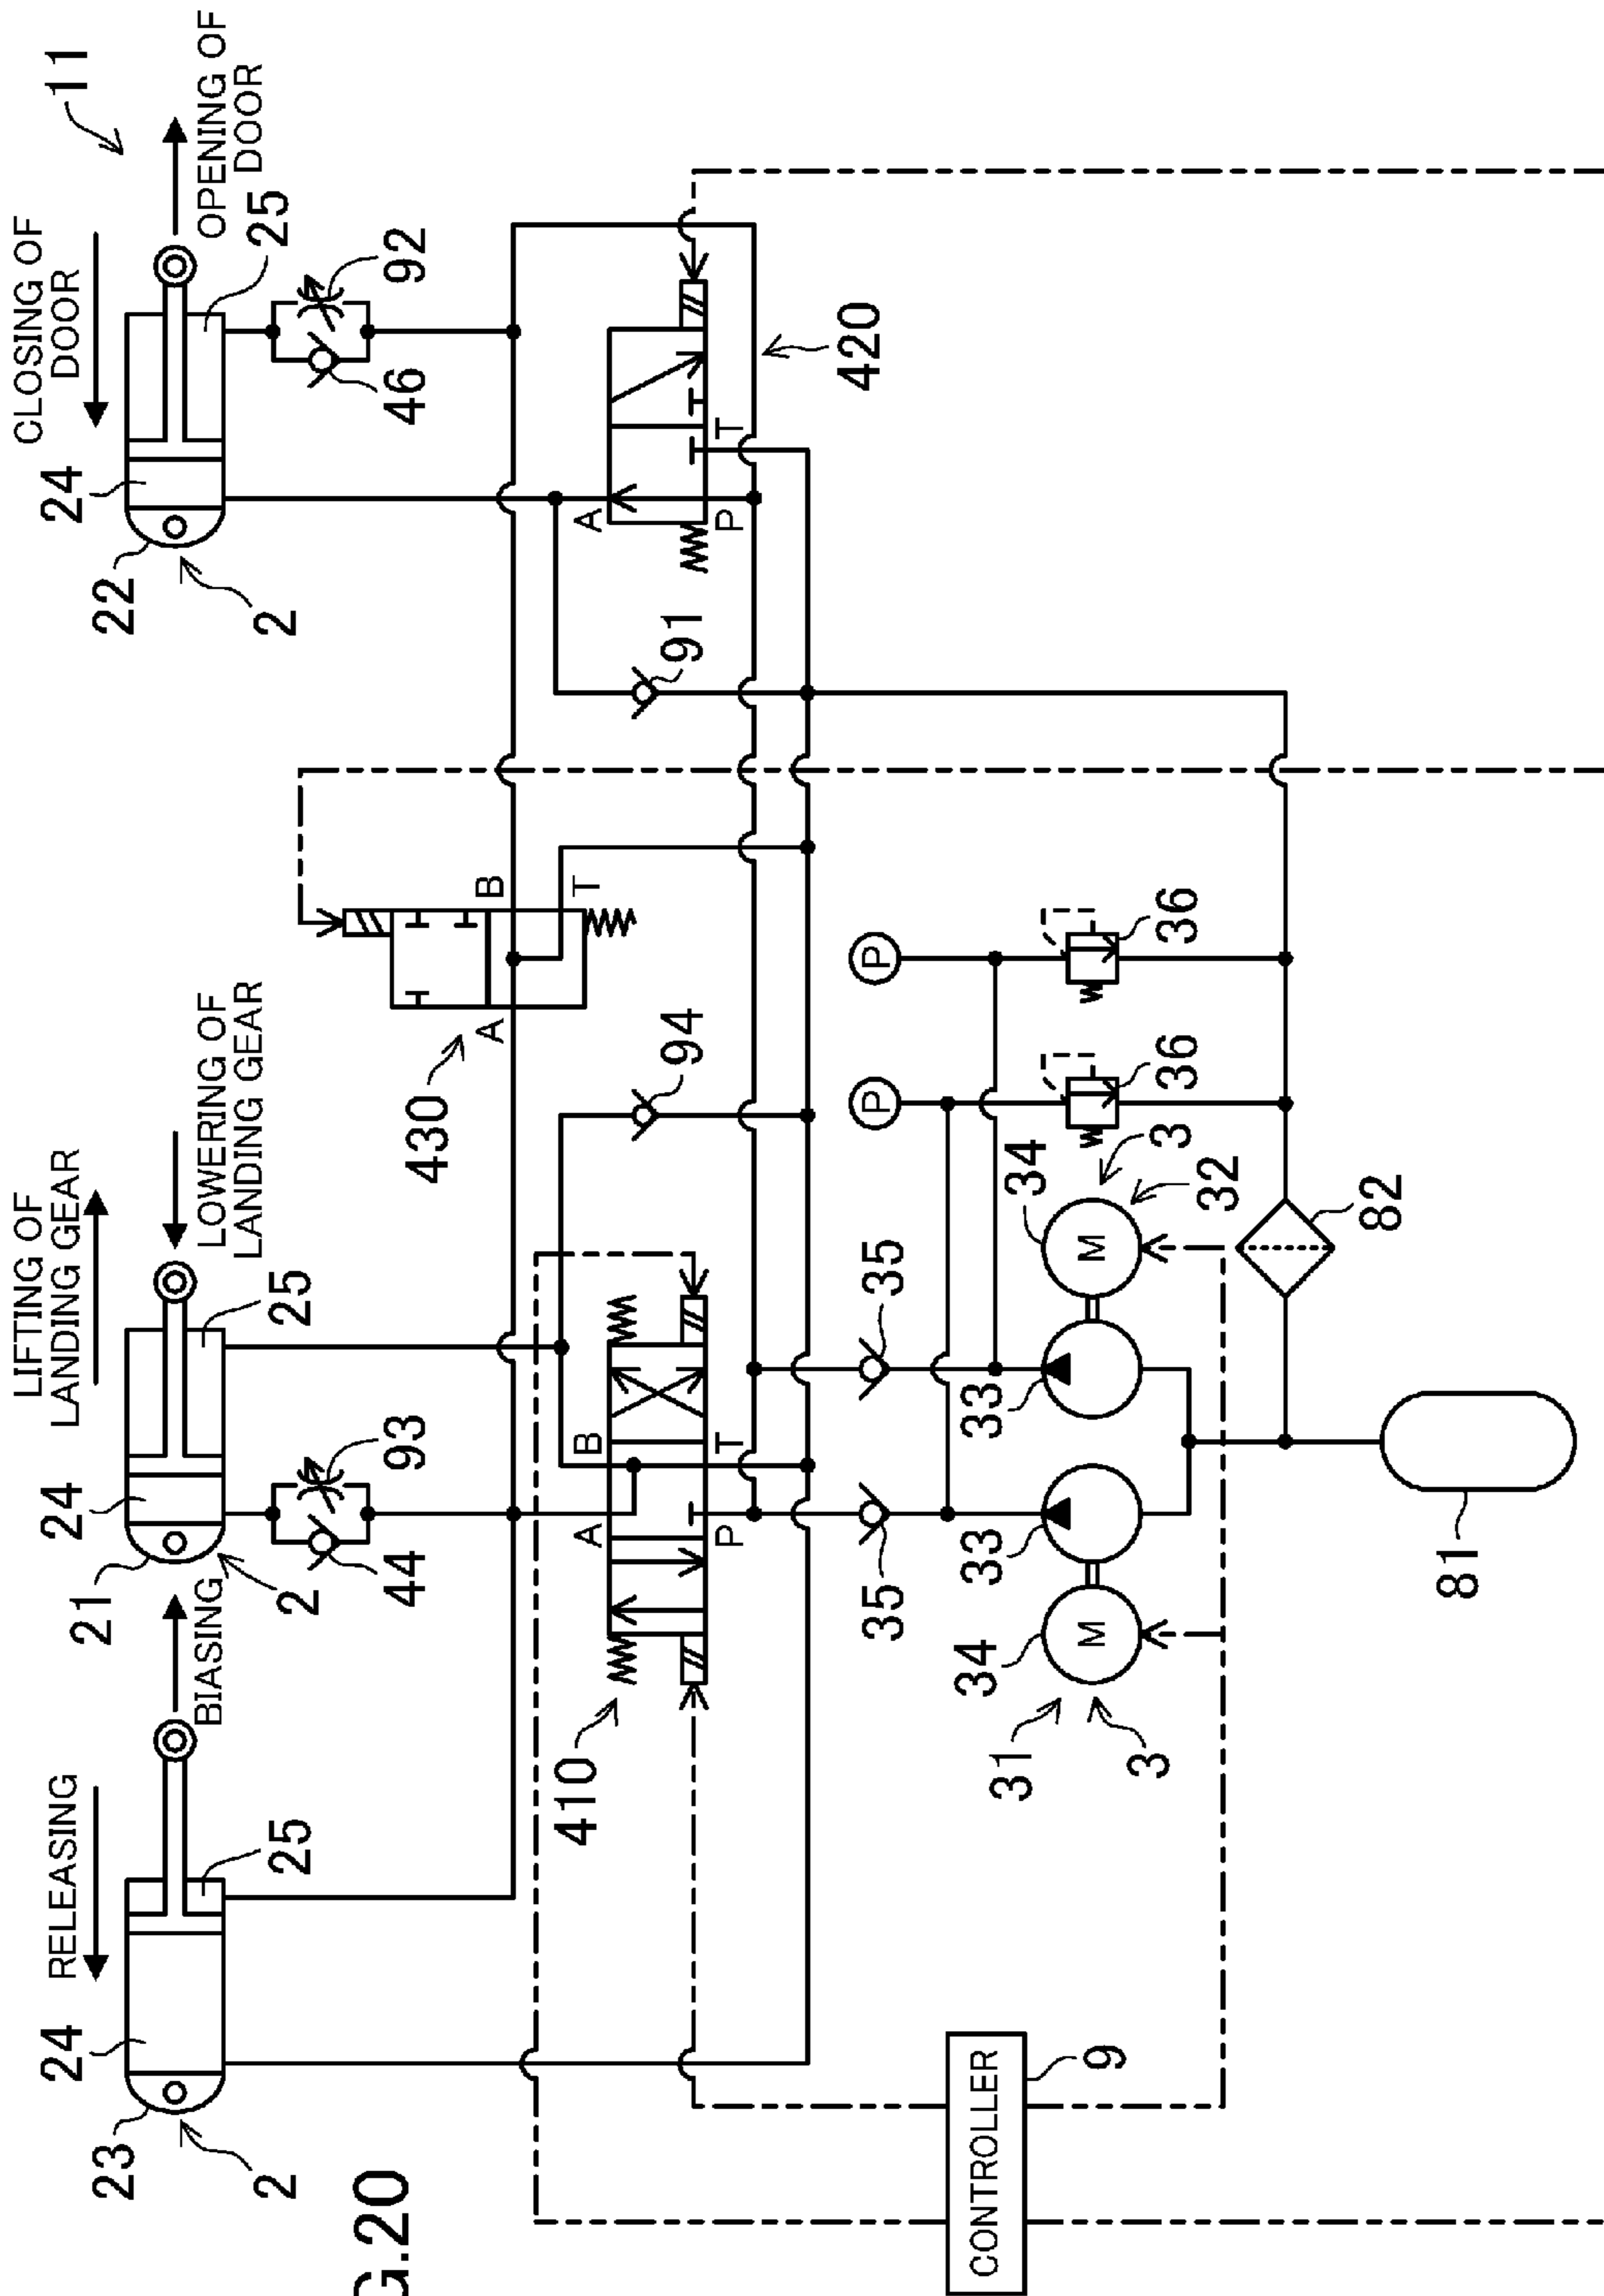 RELEASING
BIASING
LIFTING OF
LANDING GEAR
LOWERING OF
LANDING GEAR
CLOSING OF
DOOR
OPENING OF
DOOR
11
23
24
25
2
21
24
25
2
22
24
25
2
G.20
44
93
46
92
430
A
B
T
410
A
B
P
T
94
91
A
P
T
420
35
35
P
P
CONTROLLER
9
31
3
34
M
33
33
M
34
3
32
36
36
82
81